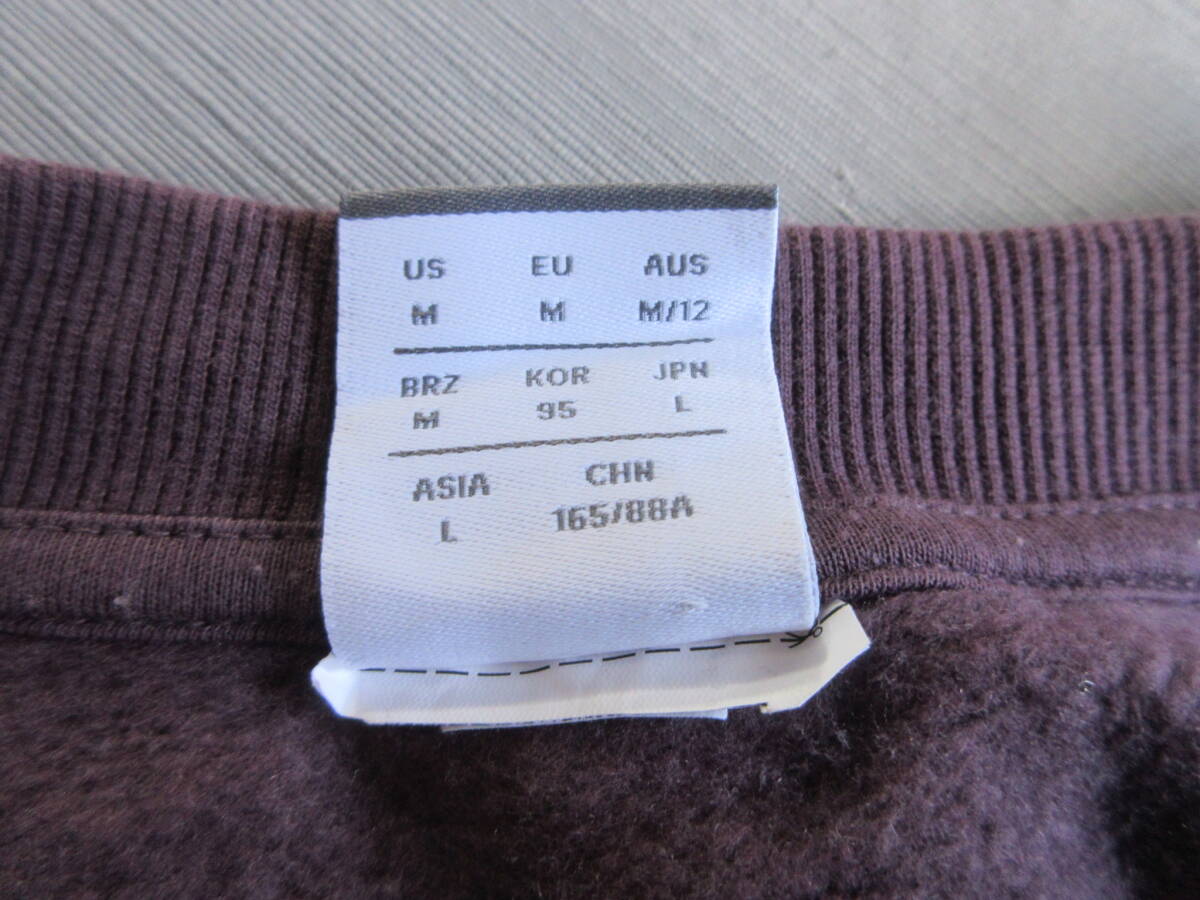 US EU AUS
M M M/12
BRZ KOR JPN
M 95 L
ASIA CHN
L 165/88A